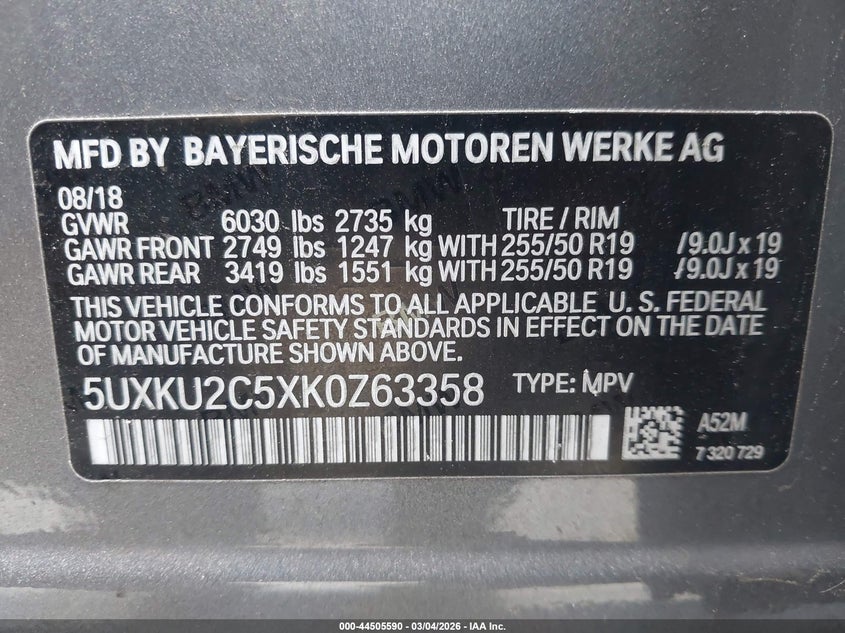 MFD BY BAYERISCHE MOTOREN WERKE AG
08/18
GVWR 6030 lbs 2735 kg TIRE / RIM
GAWR FRONT 2749 lbs 1247 kg WITH 255/50 R19 /9.0J x 19
GAWR REAR 3419 lbs 1551 kg WITH 255/50 R19 /9.0J x 19
THIS VEHICLE CONFORMS TO ALL APPLICABLE U. S. FEDERAL
MOTOR VEHICLE SAFETY STANDARDS IN EFFECT ON THE DATE
OF MANUFACTURE SHOWN ABOVE.
5UXKU2C5XK0Z63358 TYPE: MPV
A52M
7 320 729
000-44505590 - 03/04/2026 - IAA Inc.